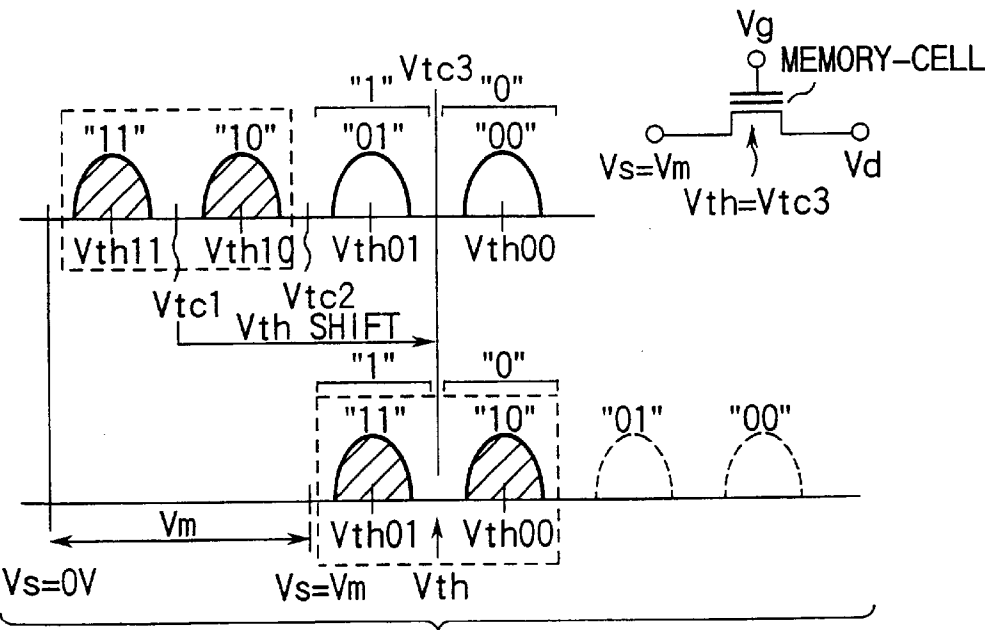 Vg
MEMORY-CELL
Vs=Vm
Vd
Vth=Vtc3
Vtc3
"1" "0"
"11" "10" "01" "00"
Vth11 Vth10 Vth01 Vth00
Vtc1 Vtc2
Vth SHIFT
"1" "0"
"11" "10" "01" "00"
Vm Vth01 Vth00
Vs=0V Vs=Vm Vth